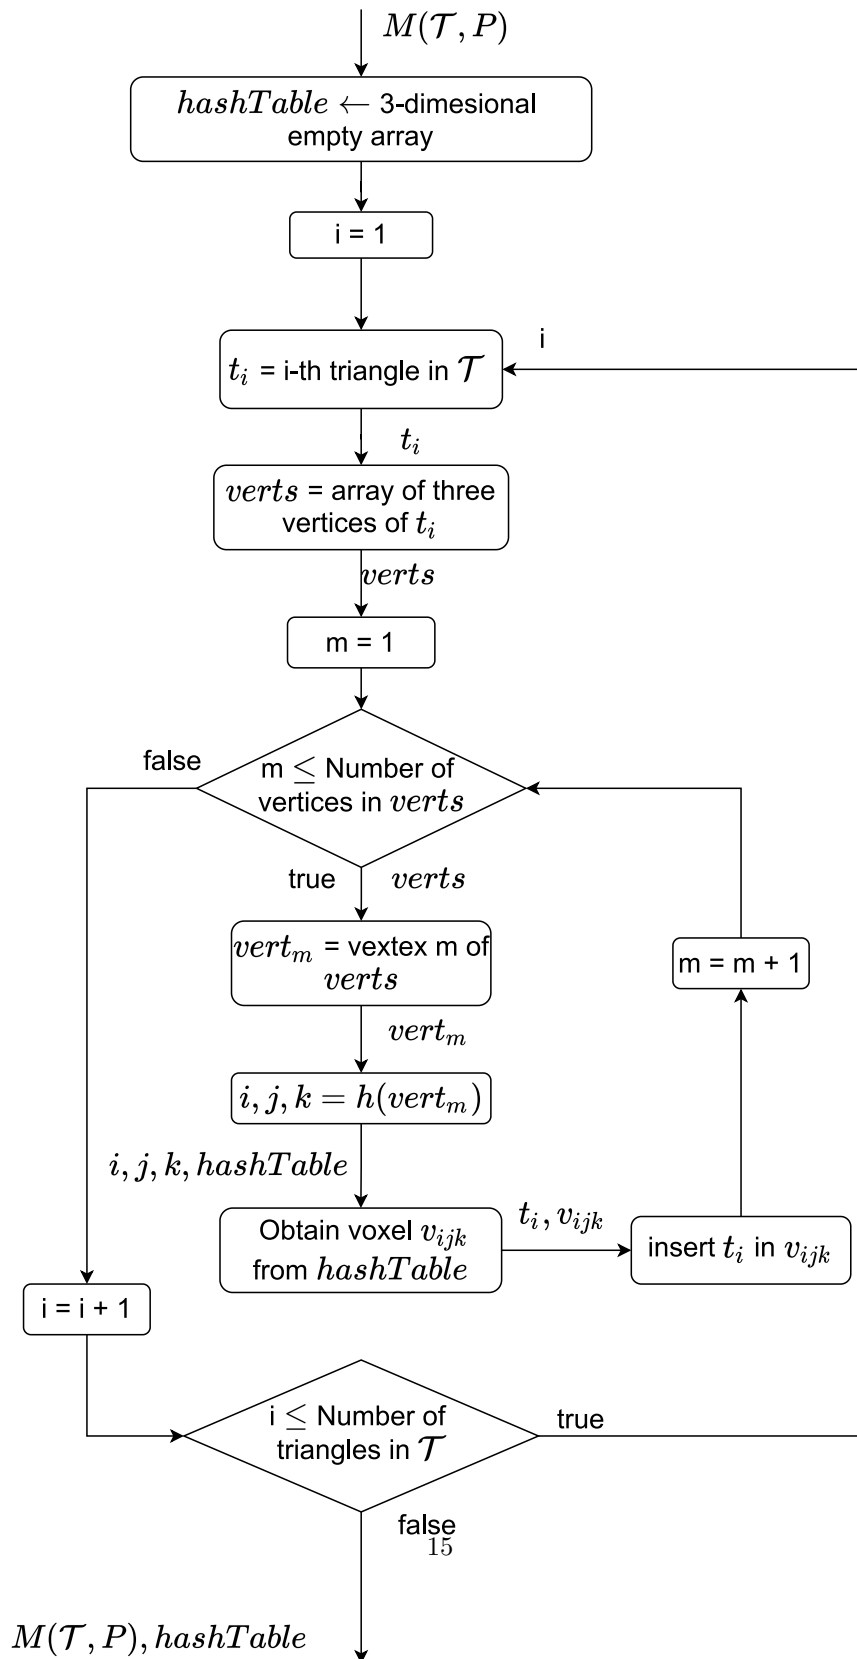 M(𝒯, P)
hashTable ← 3-dimesional
empty array
i = 1
i
t_i = i-th triangle in 𝒯
t_i
verts = array of three
vertices of t_i
verts
m = 1
false
m ≤ Number of
vertices in verts
true
verts
vert_m = vextex m of
verts
m = m + 1
vert_m
i, j, k = h(vert_m)
i, j, k, hashTable
t_i, v_ijk
Obtain voxel v_ijk
from hashTable
insert t_i in v_ijk
i = i + 1
i ≤ Number of
triangles in 𝒯
true
false
15
M(𝒯, P), hashTable